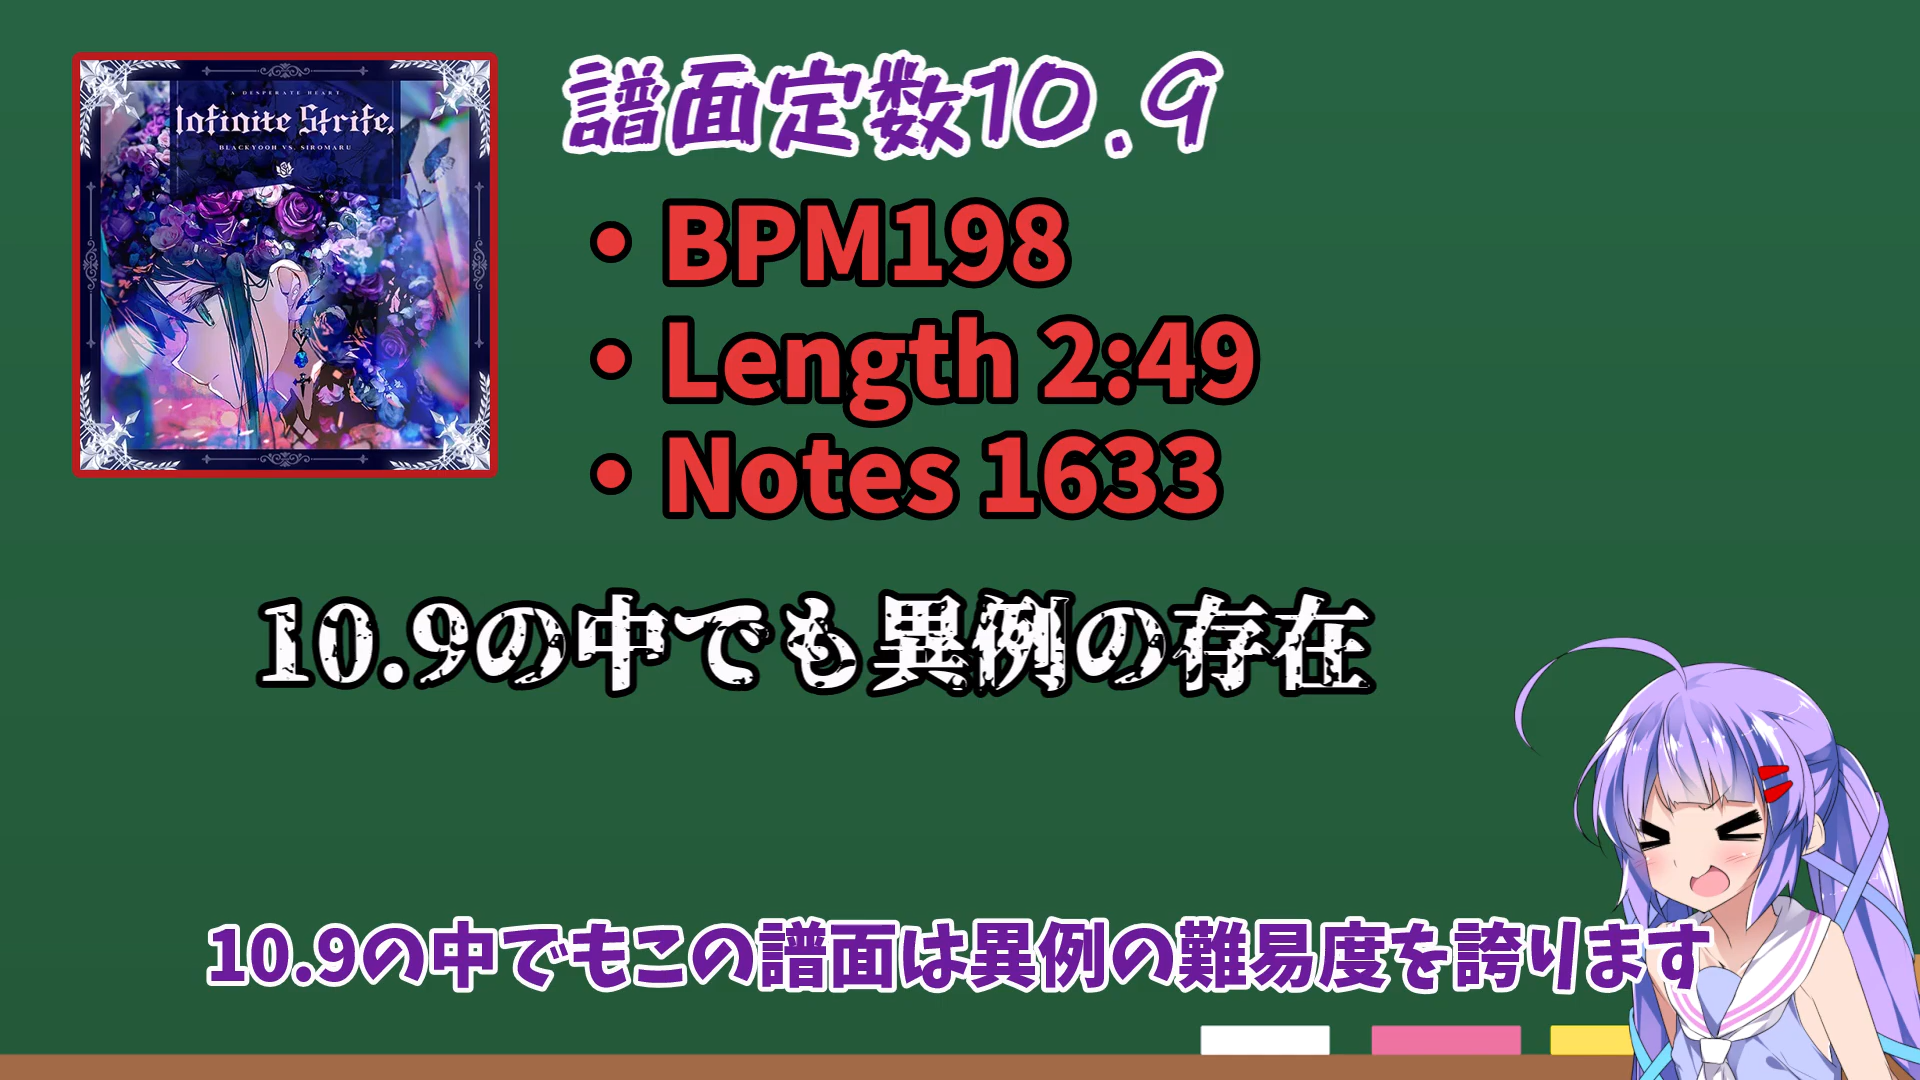 A DESPERATE HEART
Infinite Strife,
BLACKYOOH VS. SIROMARU
譜面定数10.9
・BPM198
・Length 2:49
・Notes 1633
10.9の中でも異例の存在
10.9の中でもこの譜面は異例の難易度を誇ります